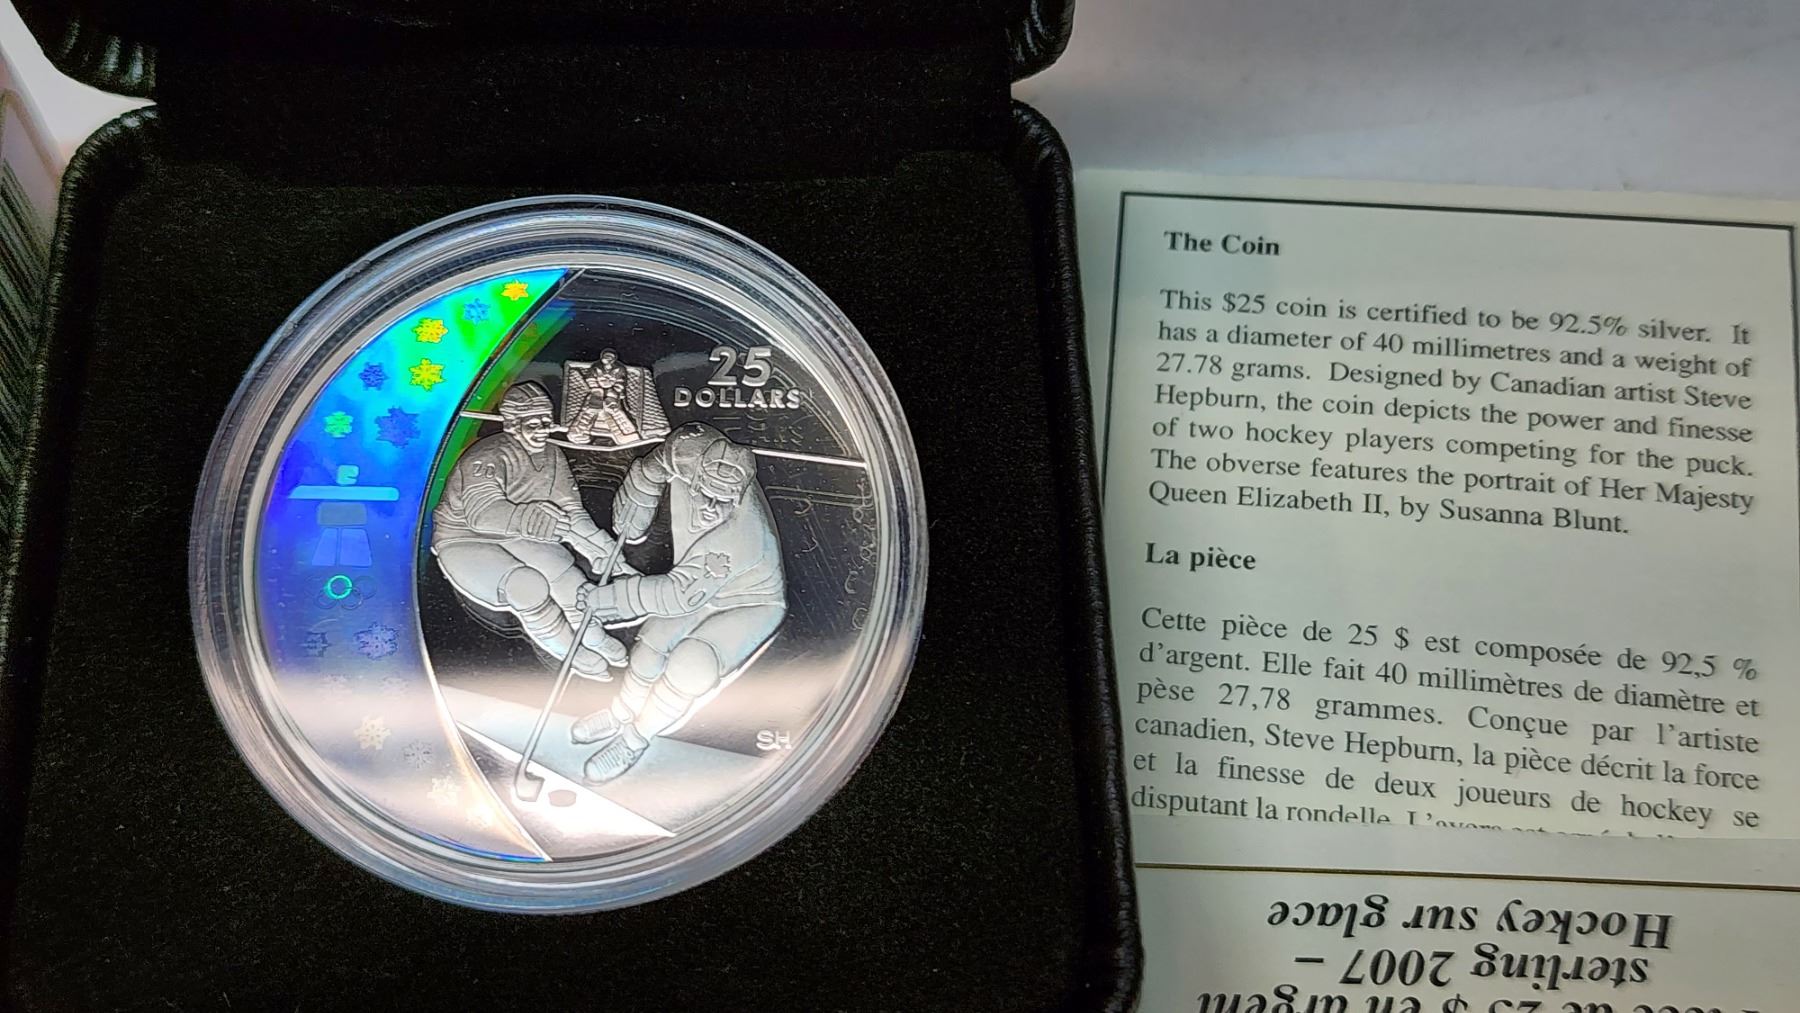 25
DOLLARS
20
SH
The Coin
This $25 coin is certified to be 92.5% silver. It
has a diameter of 40 millimetres and a weight of
27.78 grams. Designed by Canadian artist Steve
Hepburn, the coin depicts the power and finesse
of two hockey players competing for the puck.
The obverse features the portrait of Her Majesty
Queen Elizabeth II, by Susanna Blunt.
La pièce
Cette pièce de 25 $ est composée de 92,5 %
d'argent. Elle fait 40 millimètres de diamètre et
pèse 27,78 grammes. Conçue par l'artiste
canadien, Steve Hepburn, la pièce décrit la force
et la finesse de deux joueurs de hockey se
disputant la rondelle.
de 25 $ en argent
sterling 2007 –
Hockey sur glace